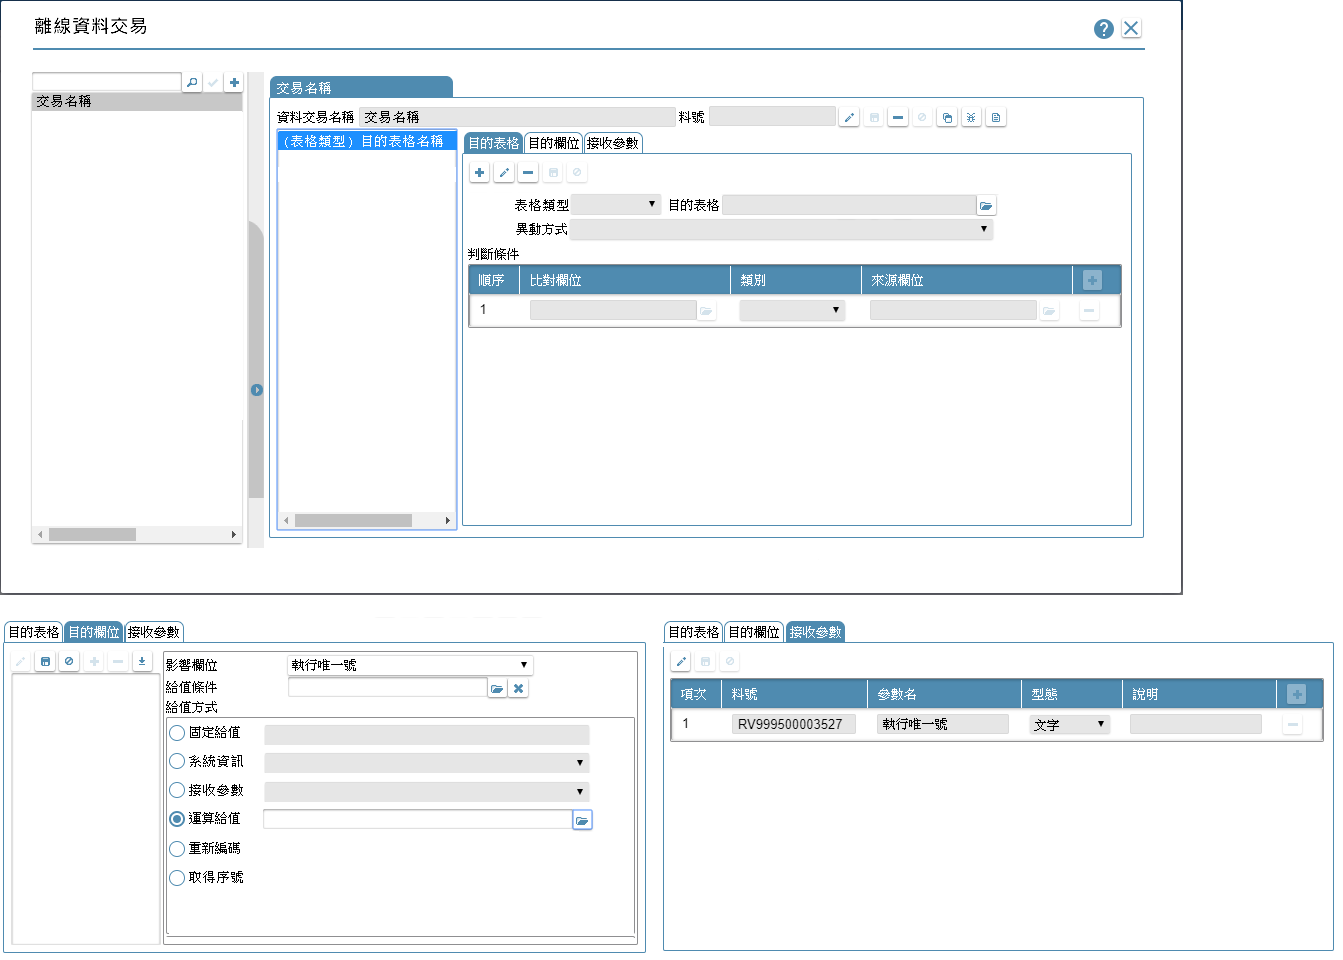 離線資料交易
交易名稱
交易名稱
資料交易名稱 交易名稱 料號
(表格類型) 目的表格名稱
目的表格 目的欄位 接收參數
表格類型 目的表格
異動方式
判斷條件
順序 比對欄位 類別 來源欄位
1
目的表格 目的欄位 接收參數
影響欄位 執行唯一號
給值條件
給值方式
固定給值
系統資訊
接收參數
運算給值
重新編碼
取得序號
目的表格 目的欄位 接收參數
項次 料號 參數名 型態 說明
1 RV999500003527 執行唯一號 文字